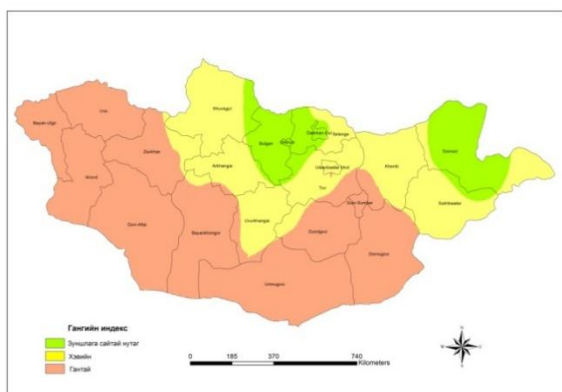 Khuvsgul
Uvs
Bayan-Ulgii
Zavkhan
Khovd
Arkhangai
Bulgan
Orkhon
Darkhan-Uul
Selenge
Ulaanbaatar
Tuv
Khentii
Dornod
Sukhbaatar
Govi-Altai
Bayankhongor
Uvurkhangai
Dundgovi
Govi-Sumber
Dornogovi
Umnugovi
Гангийн индекс
Зуншлага сайтай нутаг
Хэвийн
Гантай
0 185 370 740
Kilometers
N
W E
S